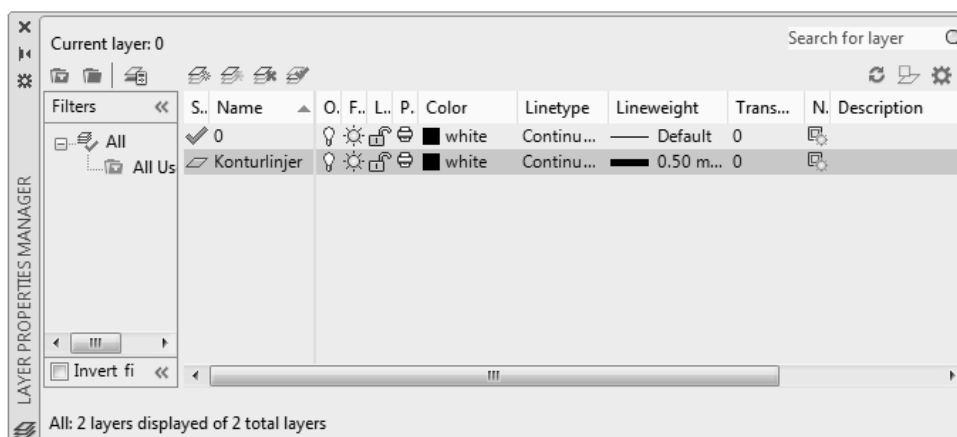 Current layer: 0
Search for layer
Filters «
S.. Name O. F.. L.. P. Color Linetype Lineweight Trans... N. Description
All
All Us
0 white Continu... Default 0
Konturlinjer white Continu... 0.50 m... 0
Invert fi «
All: 2 layers displayed of 2 total layers
LAYER PROPERTIES MANAGER